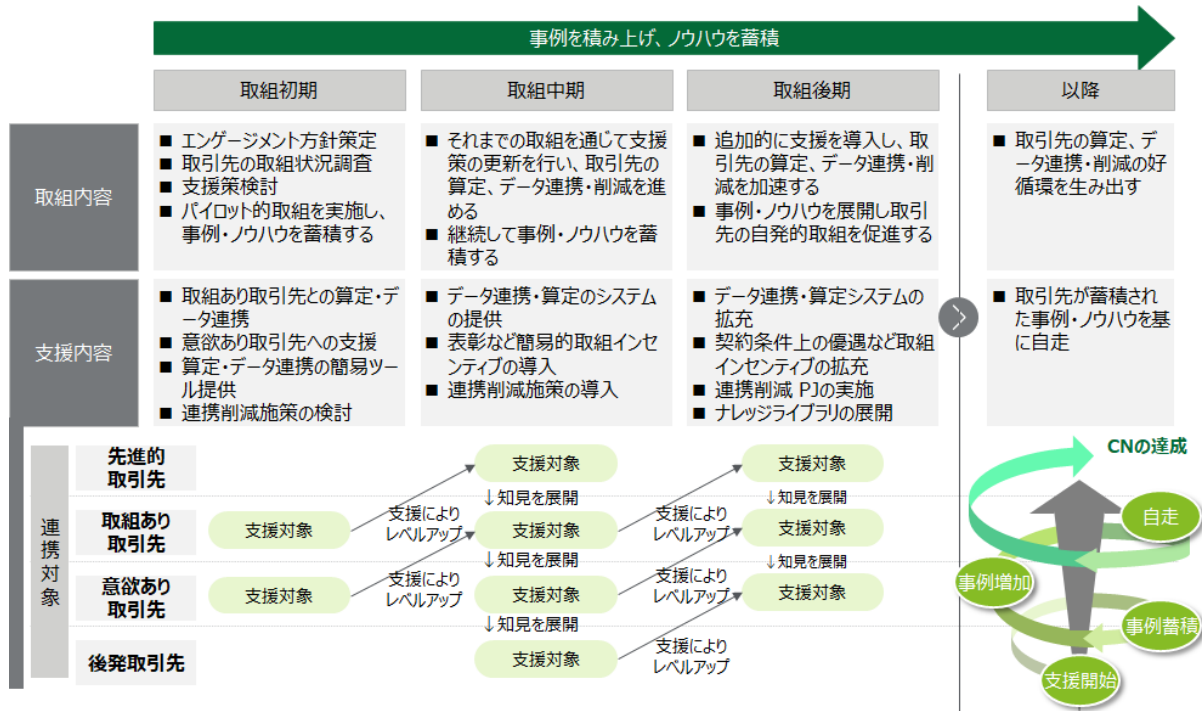 事例を積み上げ、ノウハウを蓄積
取組初期
取組中期
取組後期
以降
取組内容
■ エンゲージメント方針策定
■ 取引先の取組状況調査
■ 支援策検討
■ パイロット的取組を実施し、
事例・ノウハウを蓄積する
■ それまでの取組を通じて支援
策の更新を行い、取引先の
算定、データ連携・削減を進
める
■ 継続して事例・ノウハウを蓄
積する
■ 追加的に支援を導入し、取
引先の算定、データ連携・削
減を加速する
■ 事例・ノウハウを展開し取引
先の自発的取組を促進する
■ 取引先の算定、デ
ータ連携・削減の好
循環を生み出す
支援内容
■ 取組あり取引先との算定・デ
ータ連携
■ 意欲あり取引先への支援
■ 算定・データ連携の簡易ツー
ル提供
■ 連携削減施策の検討
■ データ連携・算定のシステム
の提供
■ 表彰など簡易的取組インセ
ンティブの導入
■ 連携削減施策の導入
■ データ連携・算定システムの
拡充
■ 契約条件上の優遇など取組
インセンティブの拡充
■ 連携削減 PJの実施
■ ナレッジライブラリの展開
■ 取引先が蓄積され
た事例・ノウハウを基
に自走
連携対象
先進的
取引先
支援対象
支援対象
↓知見を展開
↓知見を展開
取組あり
取引先
支援対象
支援により
レベルアップ
支援対象
支援により
レベルアップ
支援対象
↓知見を展開
↓知見を展開
意欲あり
取引先
支援対象
支援により
レベルアップ
支援対象
支援により
レベルアップ
支援対象
↓知見を展開
後発取引先
支援対象
支援により
レベルアップ
CNの達成
自走
事例増加
事例蓄積
支援開始